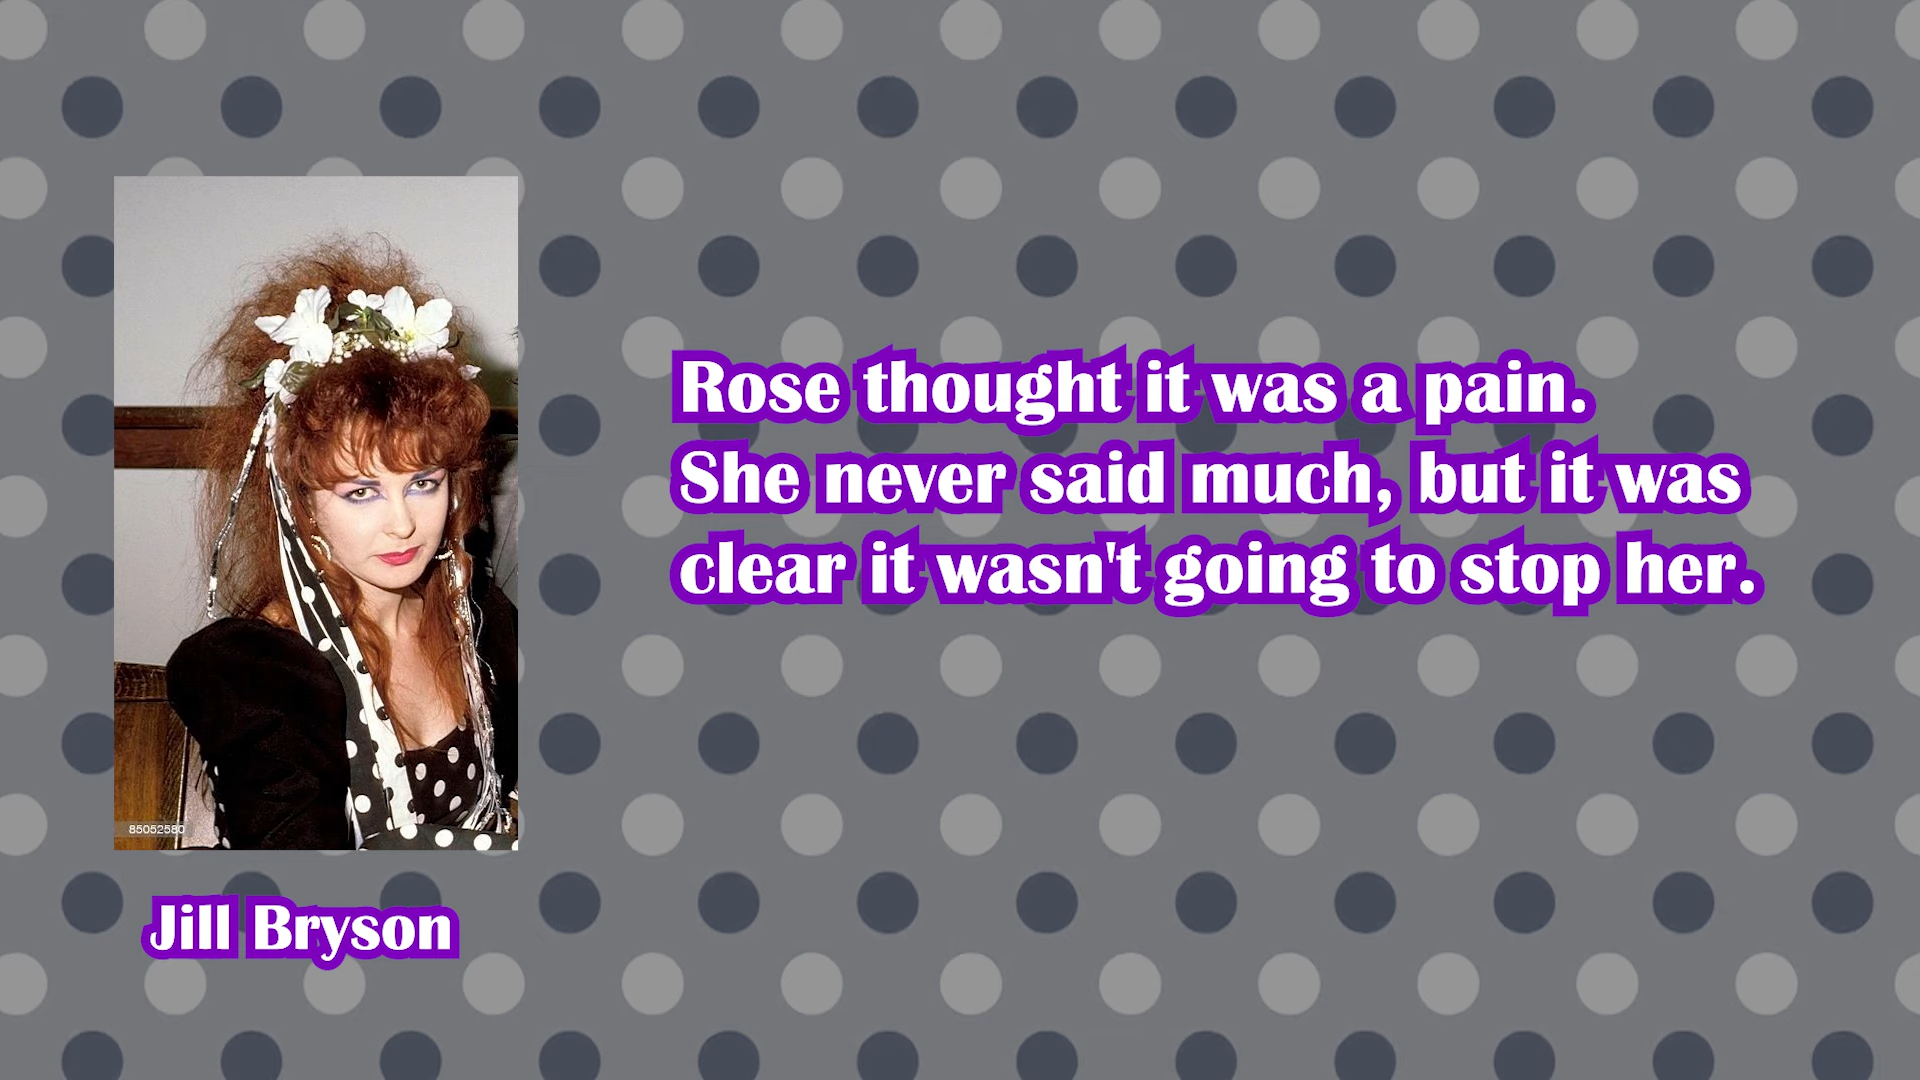 Rose thought it was a pain.
She never said much, but it was
clear it wasn't going to stop her.
85052580
Jill Bryson